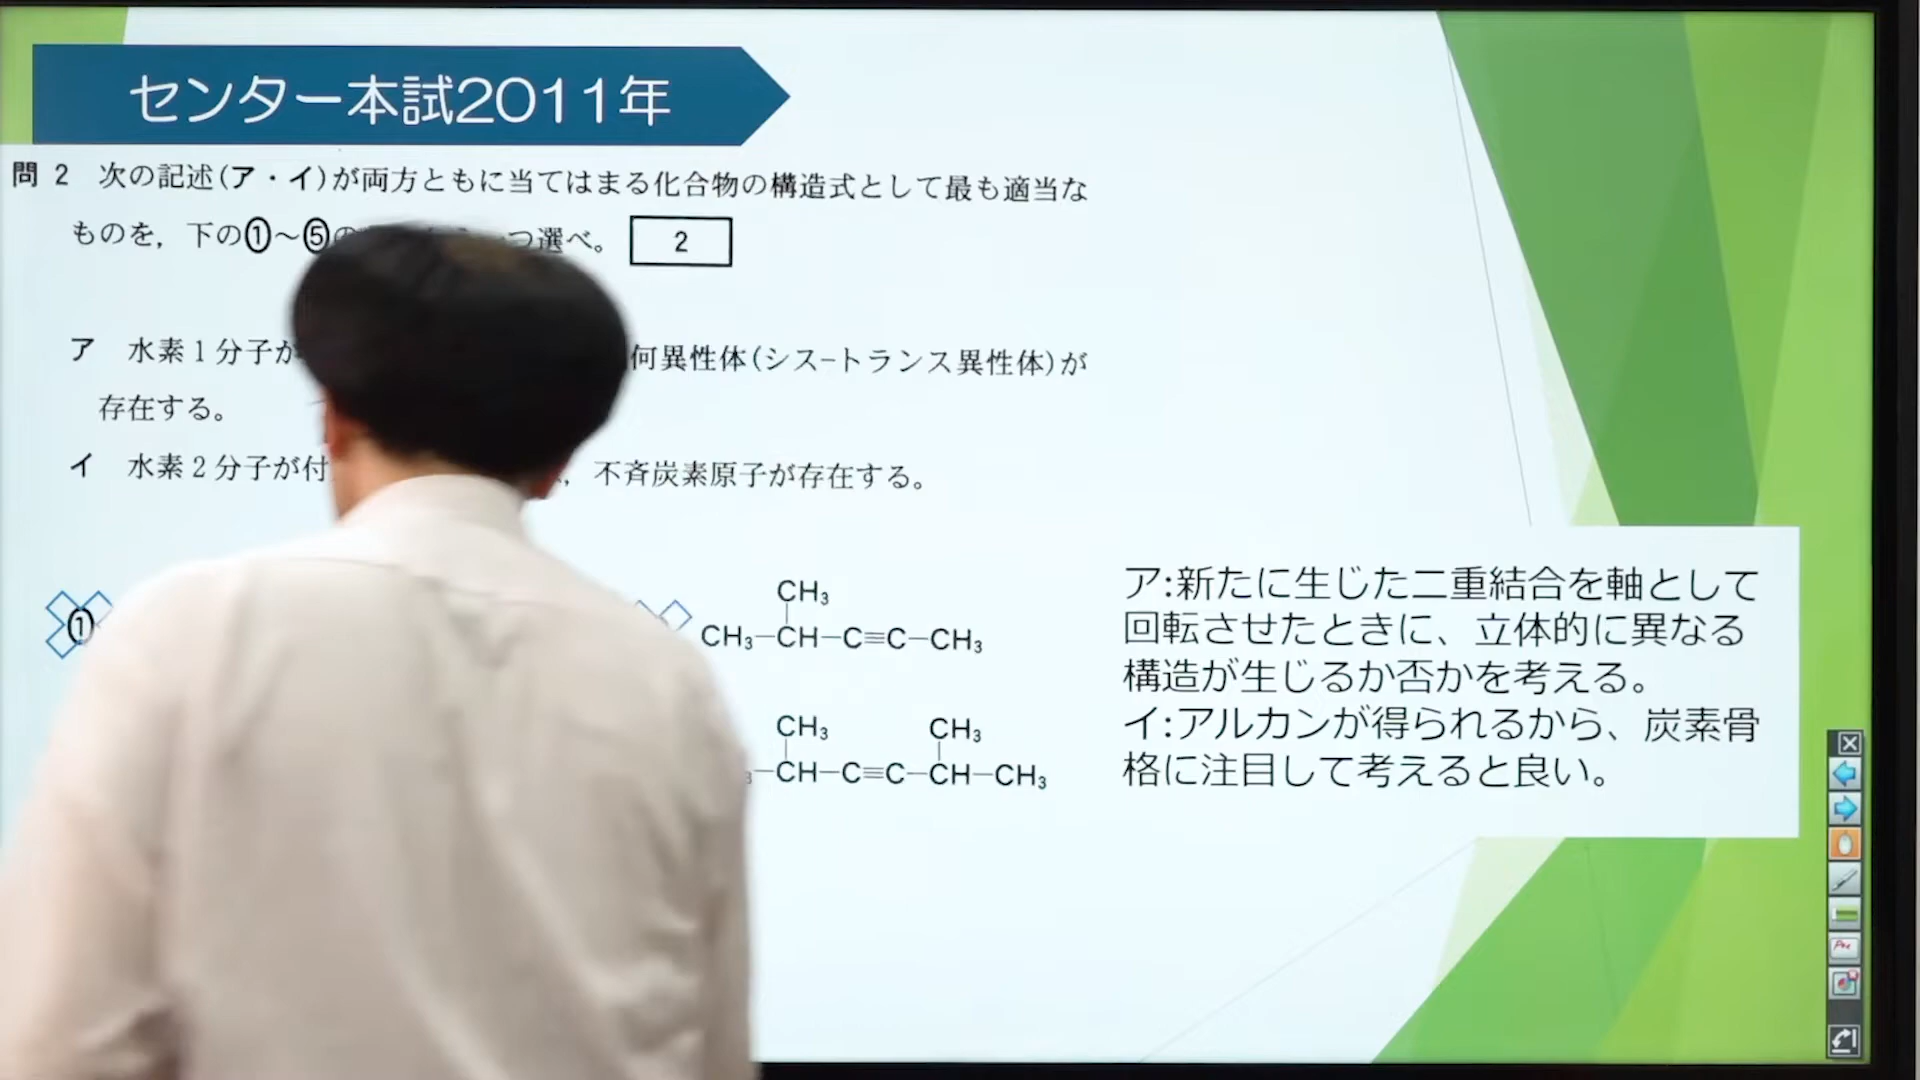 センター本試2011年
問 2 次の記述(ア・イ)が両方ともに当てはまる化合物の構造式として最も適当な
ものを, 下の①〜⑤の つ選べ。 2
ア 水素1分子が 何異性体(シス-トランス異性体)が
存在する。
イ 水素2分子が付 , 不斉炭素原子が存在する。
①
CH₃
CH₃-CH-C≡C-CH₃
CH₃ CH₃
₃-CH-C≡C-CH-CH₃
ア:新たに生じた二重結合を軸として
回転させたときに、立体的に異なる
構造が生じるか否かを考える。
イ:アルカンが得られるから、炭素骨
格に注目して考えると良い。